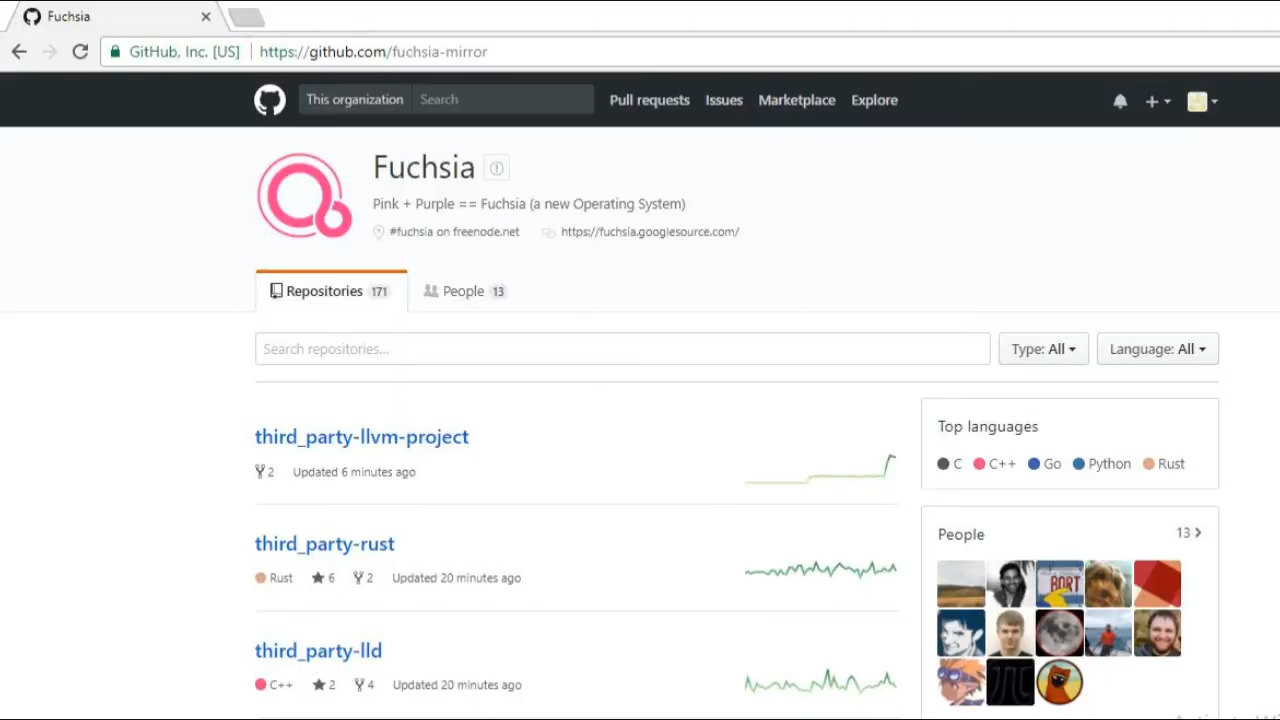 Fuchsia
GitHub, Inc. [US] https://github.com/fuchsia-mirror
This organization Search Pull requests Issues Marketplace Explore
Fuchsia
Pink + Purple == Fuchsia (a new Operating System)
#fuchsia on freenode.net https://fuchsia.googlesource.com/
Repositories 171 People 13
Search repositories... Type: All Language: All
third_party-llvm-project
2 Updated 6 minutes ago
third_party-rust
Rust 6 2 Updated 20 minutes ago
third_party-lld
C++ 2 4 Updated 20 minutes ago
Top languages
C C++ Go Python Rust
People 13
BORT